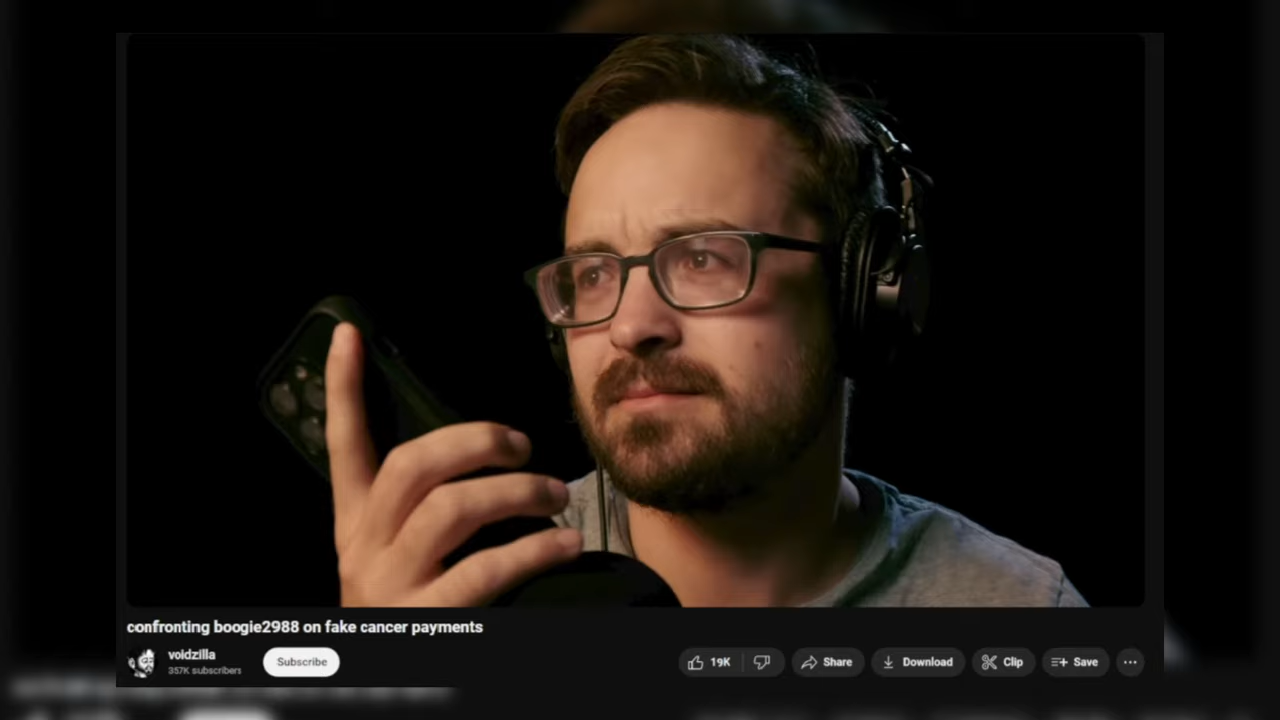 confronting boogie2988 on fake cancer payments
voidzilla
357K subscribers
Subscribe
19K
Share
Download
Clip
Save